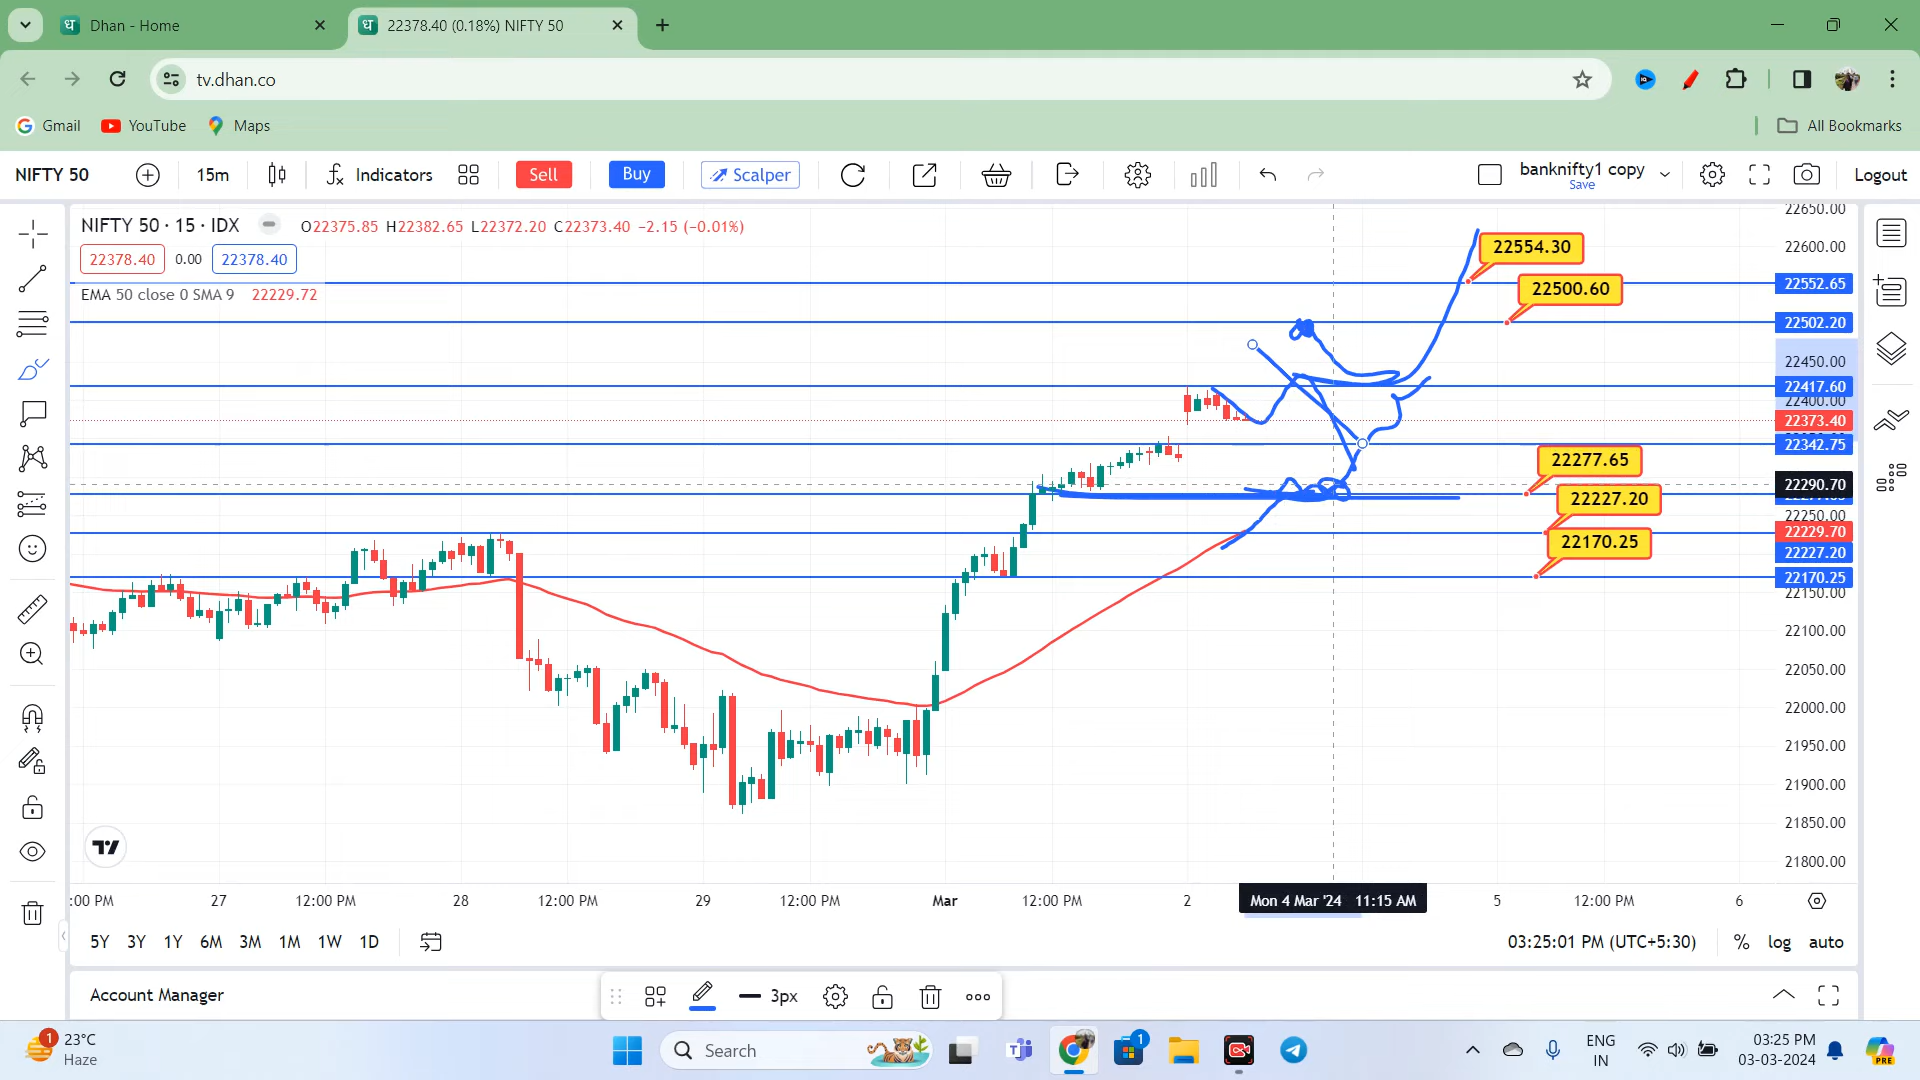 Dhan - Home
22378.40 (0.18%) NIFTY 50
tv.dhan.co
Gmail
YouTube
Maps
All Bookmarks
NIFTY 50
15m
Indicators
Sell
Buy
Scalper
banknifty1 copy
Save
Logout
NIFTY 50 · 15 · IDX
O22375.85 H22382.65 L22372.20 C22373.40 −2.15 (−0.01%)
22378.40
0.00
22378.40
EMA 50 close 0 SMA 9 22229.72
22554.30
22500.60
22277.65
22227.20
22170.25
22650.00
22600.00
22552.65
22502.20
22450.00
22417.60
22400.00
22373.40
22342.75
22290.70
22250.00
22229.70
22227.20
22170.25
22150.00
22100.00
22050.00
22000.00
21950.00
21900.00
21850.00
21800.00
:00 PM
27
12:00 PM
28
12:00 PM
29
12:00 PM
Mar
12:00 PM
2
Mon 4 Mar '24 11:15 AM
5
12:00 PM
6
5Y 3Y 1Y 6M 3M 1M 1W 1D
03:25:01 PM (UTC+5:30)
%
log
auto
Account Manager
3px
1
23°C
Haze
Search
1
ENG
IN
03:25 PM
03-03-2024
PRE